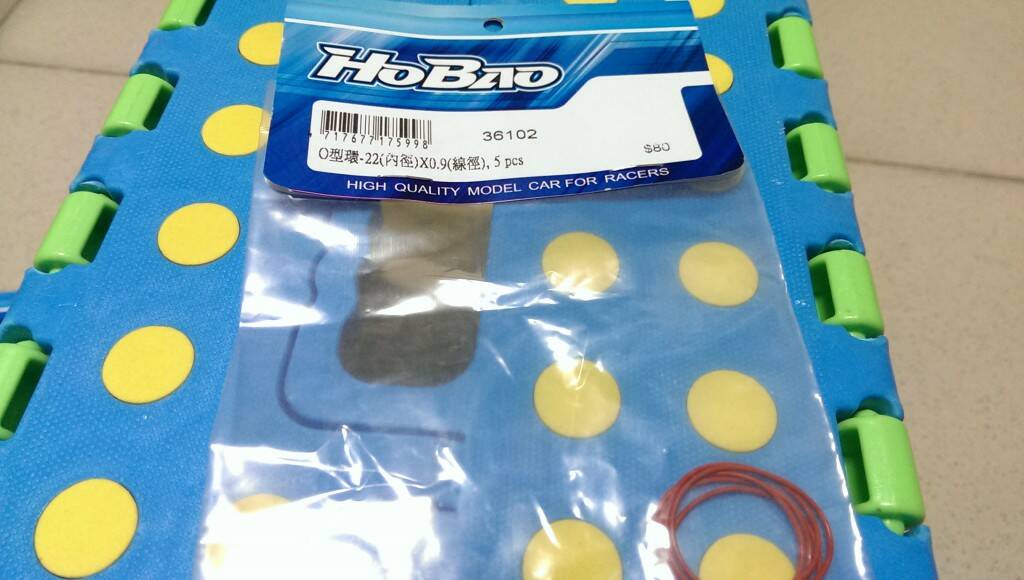 HOBAO
717677175998
36102
$80
O型環-22(內徑)X0.9(線徑), 5 pcs
HIGH QUALITY MODEL CAR FOR RACERS